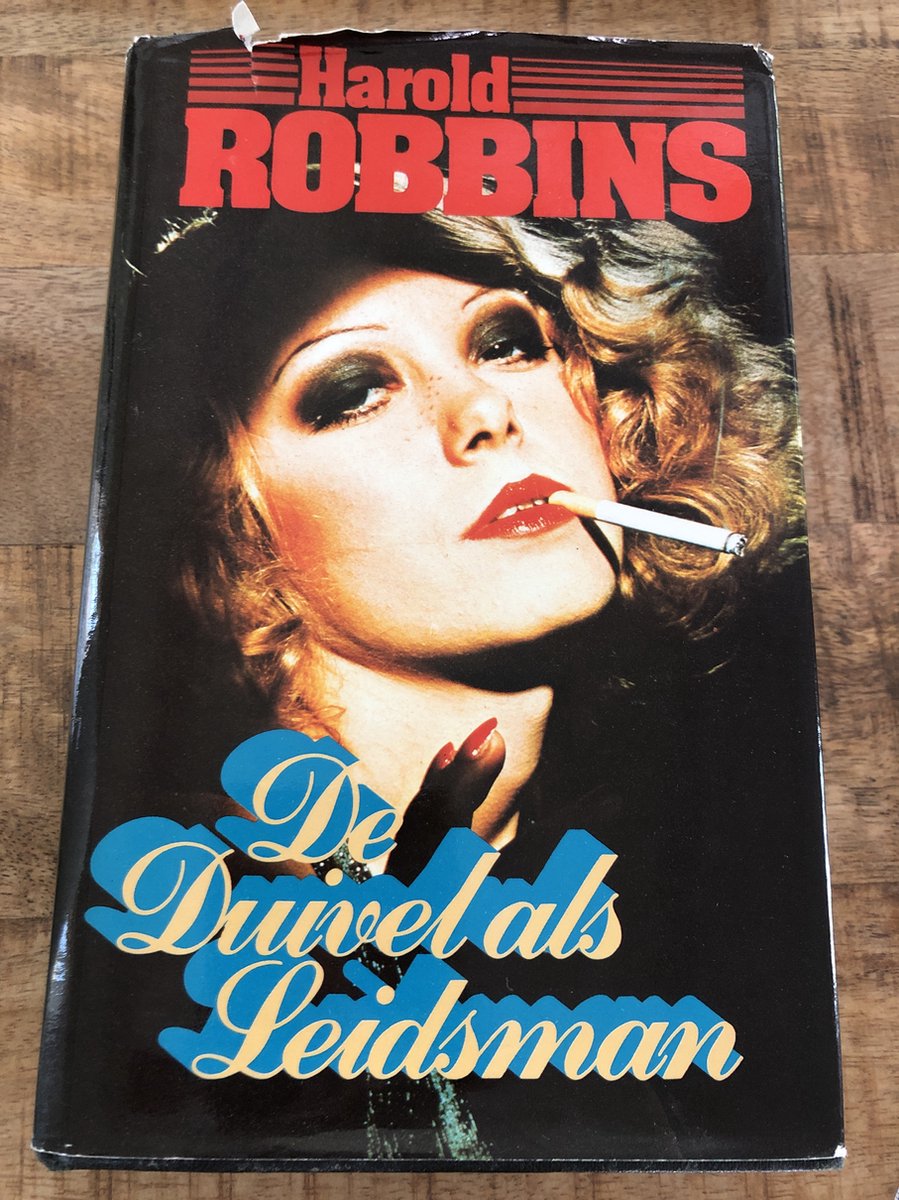 Harold
ROBBINS
De
Duivel als
Leidsman